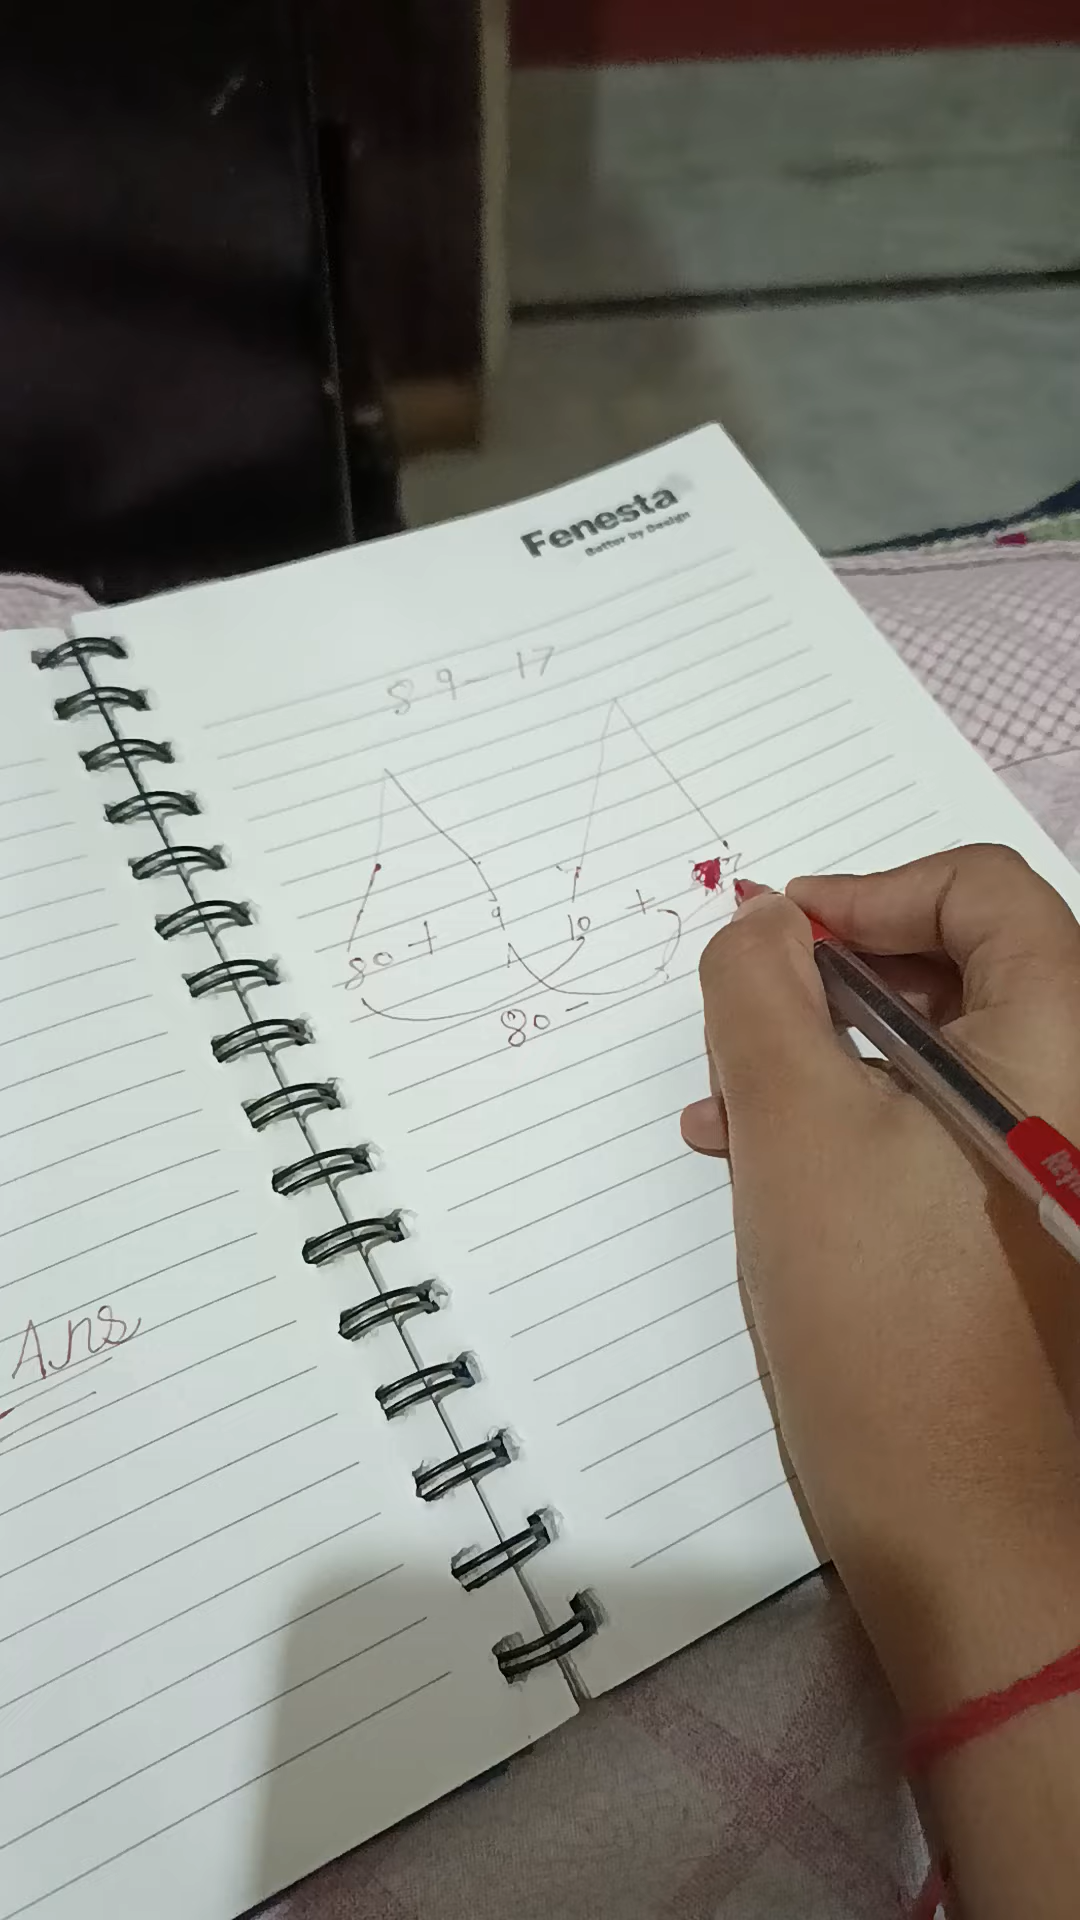 Fenesta
Better by Design
89-17
80 + 9 10 + 7
80 -
Ans